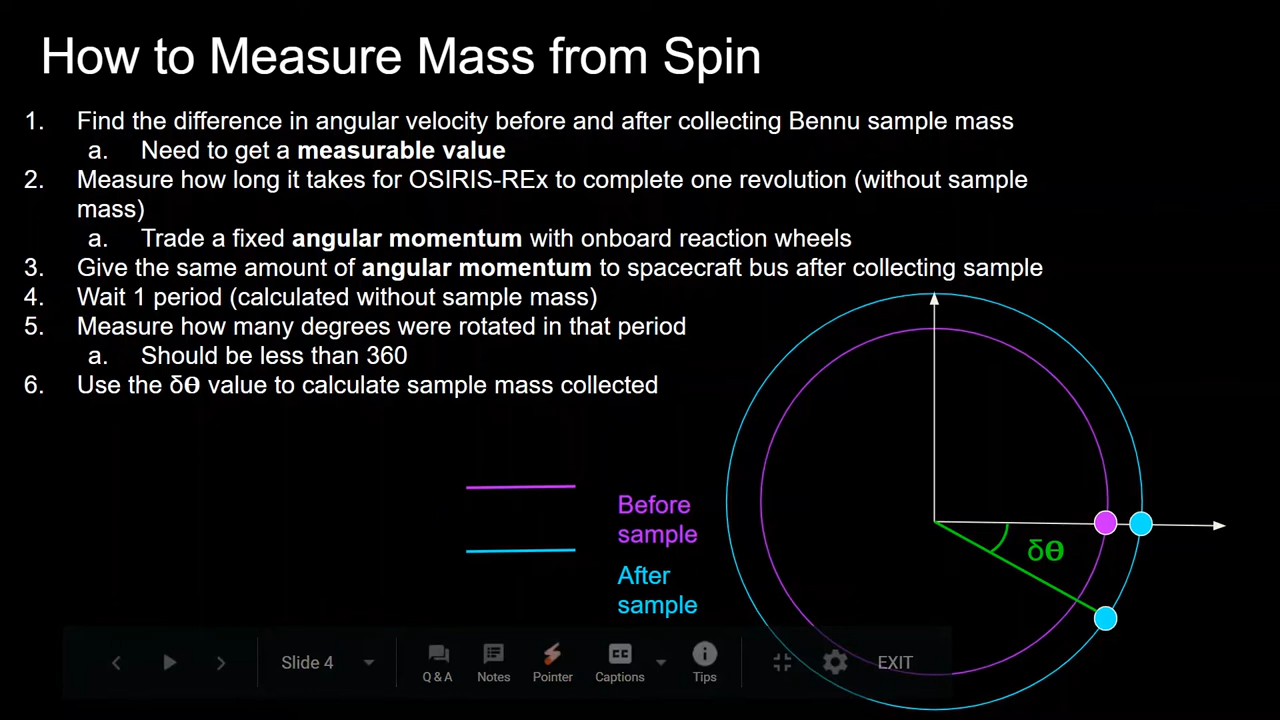 How to Measure Mass from Spin
1. Find the difference in angular velocity before and after collecting Bennu sample mass
a. Need to get a measurable value
2. Measure how long it takes for OSIRIS-REx to complete one revolution (without sample
mass)
a. Trade a fixed angular momentum with onboard reaction wheels
3. Give the same amount of angular momentum to spacecraft bus after collecting sample
4. Wait 1 period (calculated without sample mass)
5. Measure how many degrees were rotated in that period
a. Should be less than 360
6. Use the δƟ value to calculate sample mass collected
Before
sample
After
sample
δƟ
Slide 4
Q & A
Notes
Pointer
Captions
Tips
EXIT